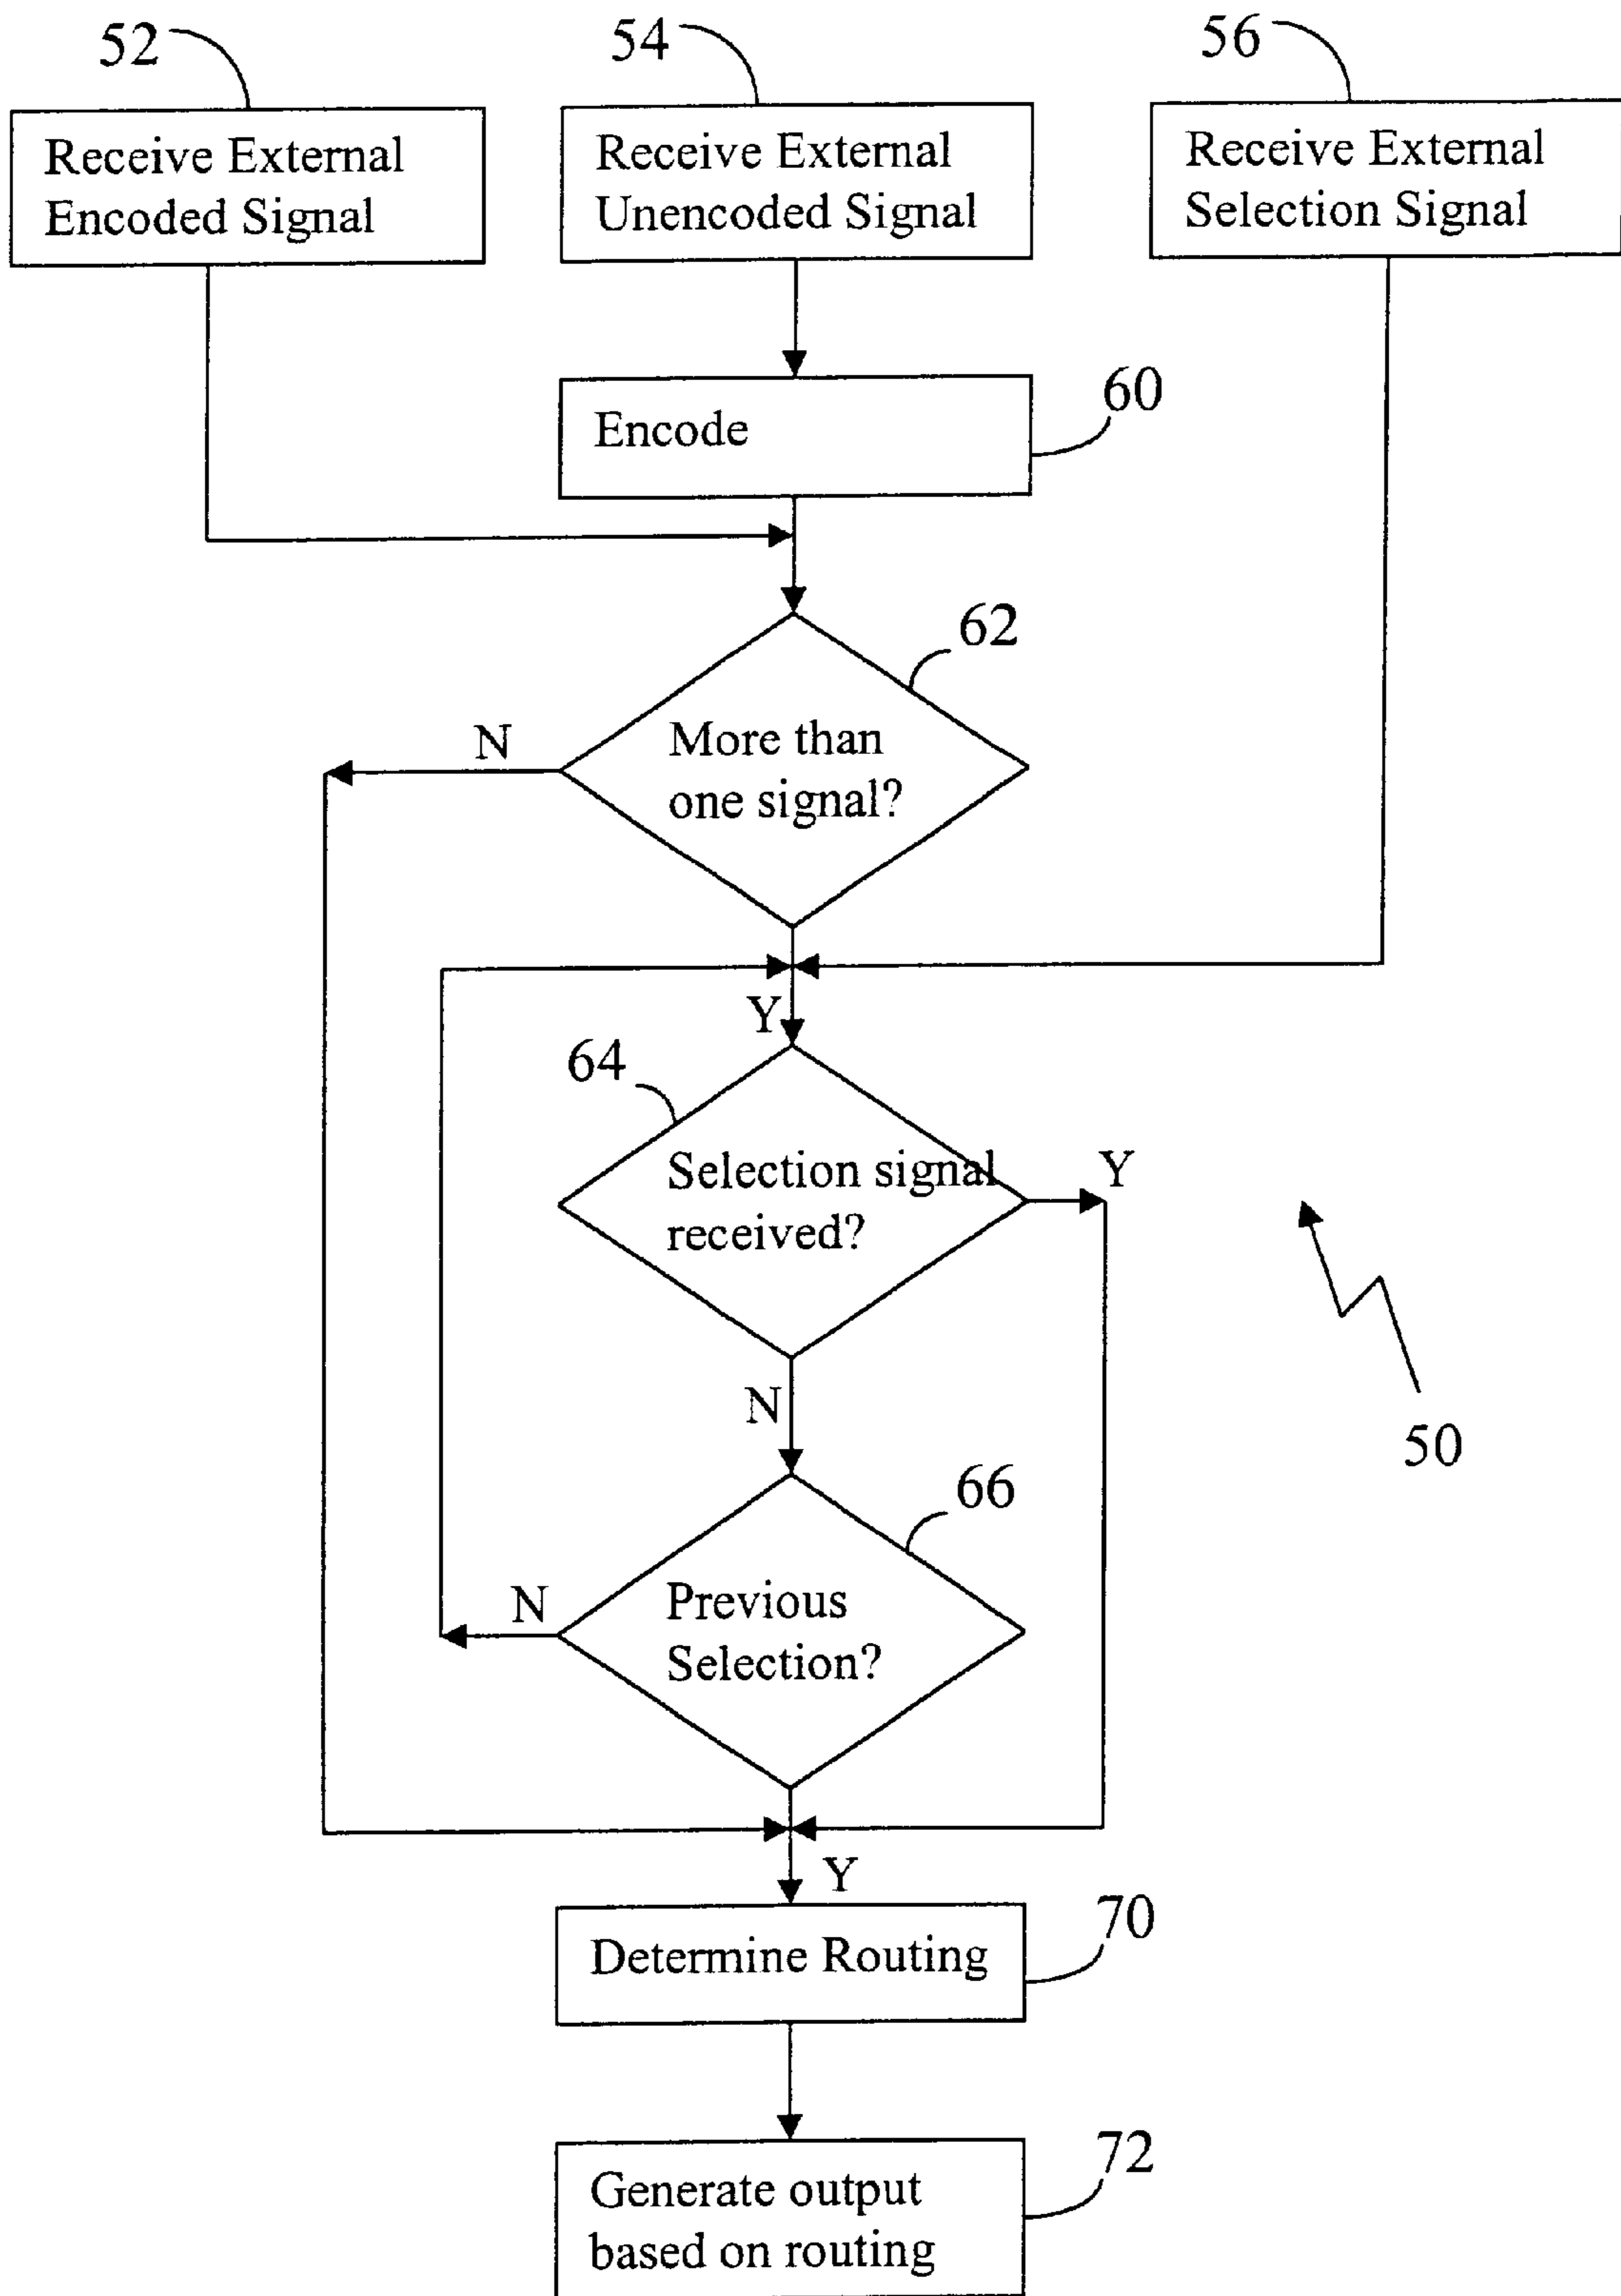 52
54
56
Receive External
Encoded Signal
Receive External
Unencoded Signal
Receive External
Selection Signal
Encode
60
62
More than
one signal?
N
Y
64
Selection signal
received?
Y
N
50
66
Previous
Selection?
N
Y
Determine Routing
70
Generate output
based on routing
72